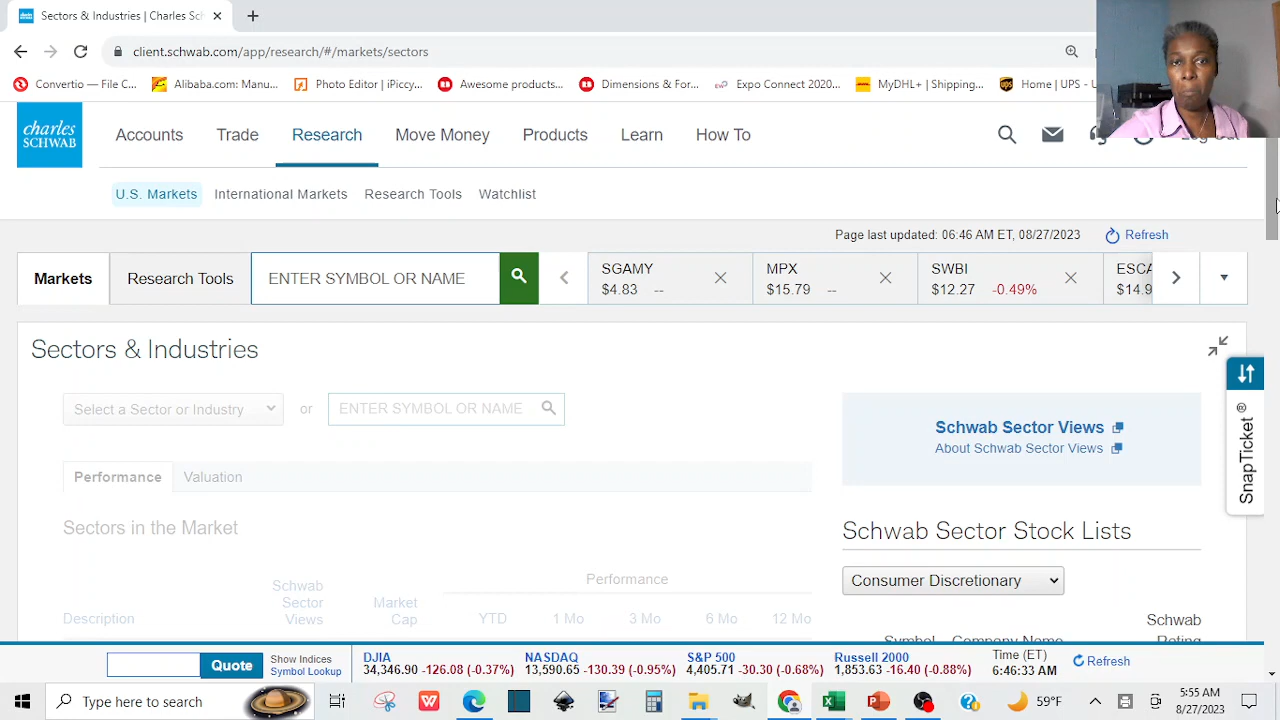 Sectors & Industries | Charles Sc
client.schwab.com/app/research/#/markets/sectors
Convertio — File C...
Alibaba.com: Manu...
Photo Editor | iPiccy...
Awesome products...
Dimensions & For...
Expo Connect 2020...
MyDHL+ | Shipping...
Home | UPS - U
charles
SCHWAB
Accounts
Trade
Research
Move Money
Products
Learn
How To
Log Out
U.S. Markets
International Markets
Research Tools
Watchlist
Page last updated: 06:46 AM ET, 08/27/2023
Refresh
Markets
Research Tools
ENTER SYMBOL OR NAME
SGAMY
$4.83 --
MPX
$15.79 --
SWBI
$12.27 -0.49%
ESCA
$14.9
Sectors & Industries
Select a Sector or Industry
or
ENTER SYMBOL OR NAME
Schwab Sector Views
About Schwab Sector Views
SnapTicket®
Performance
Valuation
Sectors in the Market
Schwab Sector Stock Lists
Consumer Discretionary
Description
Schwab
Sector
Views
Market
Cap
Performance
YTD
1 Mo
3 Mo
6 Mo
12 Mo
Symbol
Company Name
Schwab
Rating
Quote
Show Indices
Symbol Lookup
DJIA
34,346.90 -126.08 (-0.37%)
NASDAQ
13,590.65 -130.39 (-0.95%)
S&P 500
4,405.71 -30.30 (-0.68%)
Russell 2000
1,853.63 -16.40 (-0.88%)
Time (ET)
6:46:33 AM
Refresh
Type here to search
59°F
5:55 AM
8/27/2023